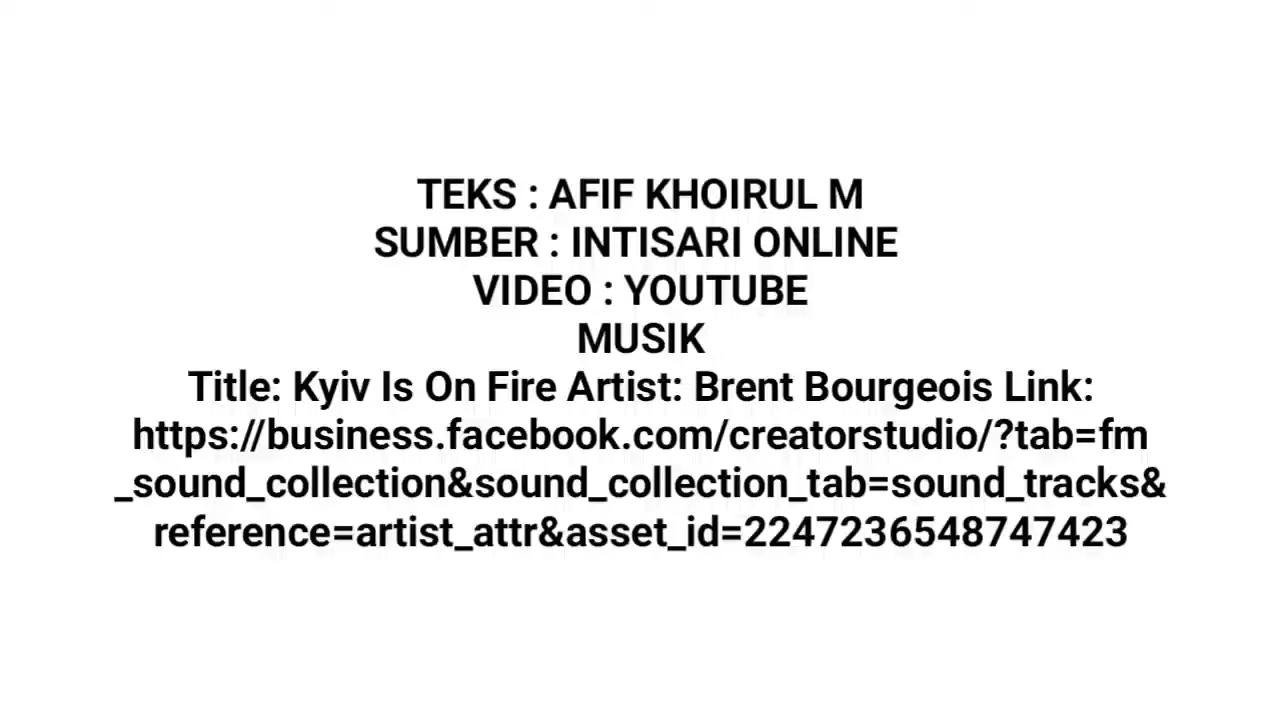 TEKS : AFIF KHOIRUL M
SUMBER : INTISARI ONLINE
VIDEO : YOUTUBE
MUSIK
Title: Kyiv Is On Fire Artist: Brent Bourgeois Link:
https://business.facebook.com/creatorstudio/?tab=fm
_sound_collection&sound_collection_tab=sound_tracks&
reference=artist_attr&asset_id=2247236548747423